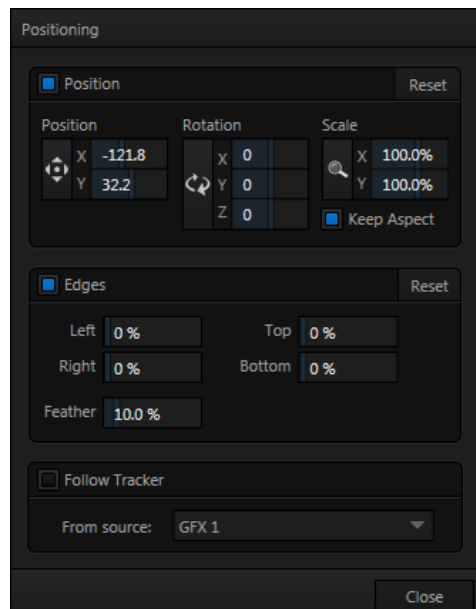 Positioning
Position Reset
Position Rotation Scale
X -121.8 X 0 X 100.0%
Y 32.2 Y 0 Y 100.0%
Z 0 Keep Aspect
Edges Reset
Left 0 % Top 0 %
Right 0 % Bottom 0 %
Feather 10.0 %
Follow Tracker
From source: GFX 1
Close